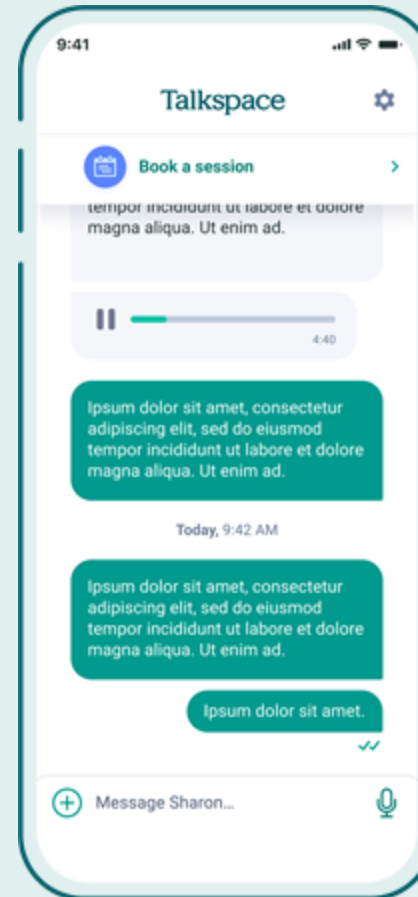 9:41
Talkspace
Book a session
tempor incididunt ut labore et dolore
magna aliqua. Ut enim ad.
4:40
Ipsum dolor sit amet, consectetur
adipiscing elit, sed do eiusmod
tempor incididunt ut labore et dolore
magna aliqua. Ut enim ad.
Today, 9:42 AM
Ipsum dolor sit amet, consectetur
adipiscing elit, sed do eiusmod
tempor incididunt ut labore et dolore
magna aliqua. Ut enim ad.
Ipsum dolor sit amet.
Message Sharon...